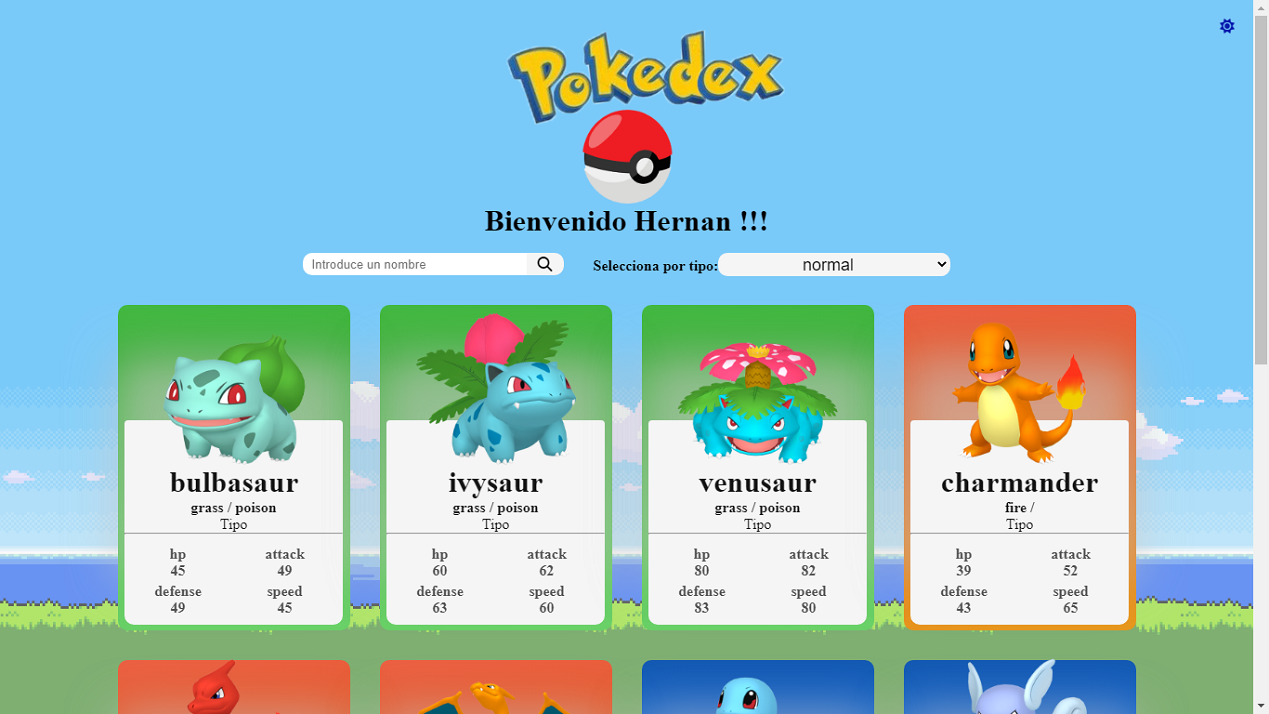 Pokedex
Bienvenido Hernan !!!
Introduce un nombre
Selecciona por tipo: normal
bulbasaur
grass / poison
Tipo
hp attack
45 49
defense speed
49 45
ivysaur
grass / poison
Tipo
hp attack
60 62
defense speed
63 60
venusaur
grass / poison
Tipo
hp attack
80 82
defense speed
83 80
charmander
fire /
Tipo
hp attack
39 52
defense speed
43 65